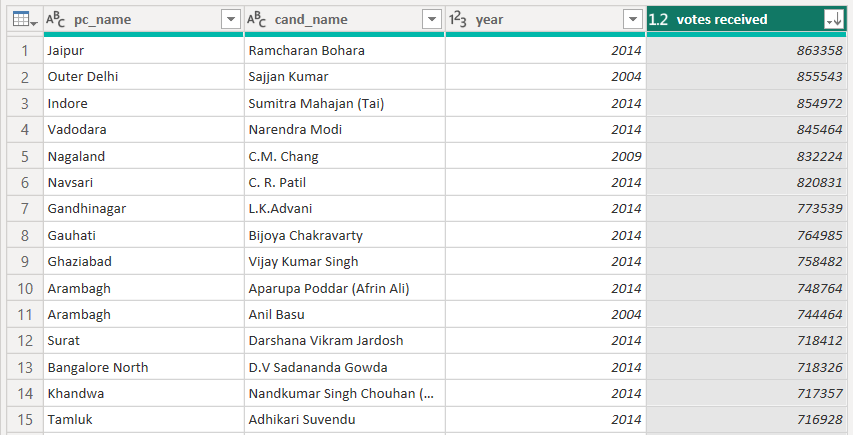 ABC pc_name ABC cand_name 123 year 1.2 votes received
1 Jaipur Ramcharan Bohara 2014 863358
2 Outer Delhi Sajjan Kumar 2004 855543
3 Indore Sumitra Mahajan (Tai) 2014 854972
4 Vadodara Narendra Modi 2014 845464
5 Nagaland C.M. Chang 2009 832224
6 Navsari C. R. Patil 2014 820831
7 Gandhinagar L.K.Advani 2014 773539
8 Gauhati Bijoya Chakravarty 2014 764985
9 Ghaziabad Vijay Kumar Singh 2014 758482
10 Arambagh Aparupa Poddar (Afrin Ali) 2014 748764
11 Arambagh Anil Basu 2004 744464
12 Surat Darshana Vikram Jardosh 2014 718412
13 Bangalore North D.V Sadananda Gowda 2014 718326
14 Khandwa Nandkumar Singh Chouhan (... 2014 717357
15 Tamluk Adhikari Suvendu 2014 716928